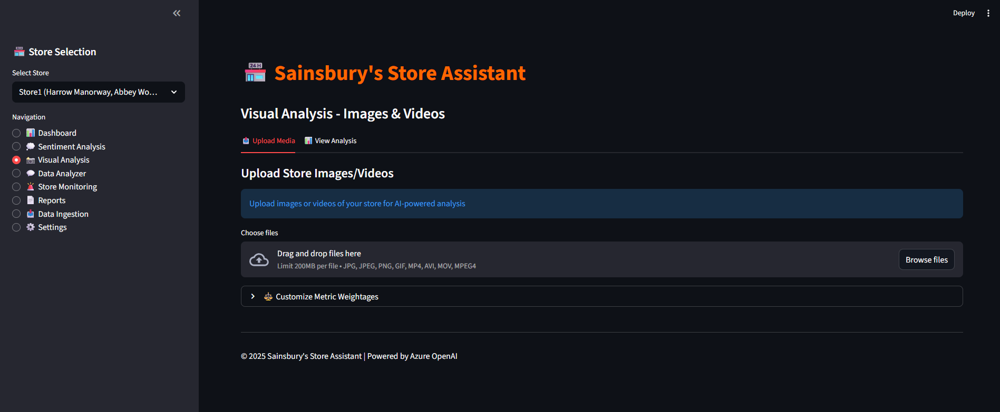 Deploy
Store Selection
Select Store
Store1 (Harrow Manorway, Abbey Wo...
Navigation
Dashboard
Sentiment Analysis
Visual Analysis
Data Analyzer
Store Monitoring
Reports
Data Ingestion
Settings
24 H Sainsbury's Store Assistant
Visual Analysis - Images & Videos
Upload Media View Analysis
Upload Store Images/Videos
Upload images or videos of your store for AI-powered analysis
Choose files
Drag and drop files here
Limit 200MB per file • JPG, JPEG, PNG, GIF, MP4, AVI, MOV, MPEG4
Browse files
Customize Metric Weightages
© 2025 Sainsbury's Store Assistant | Powered by Azure OpenAI